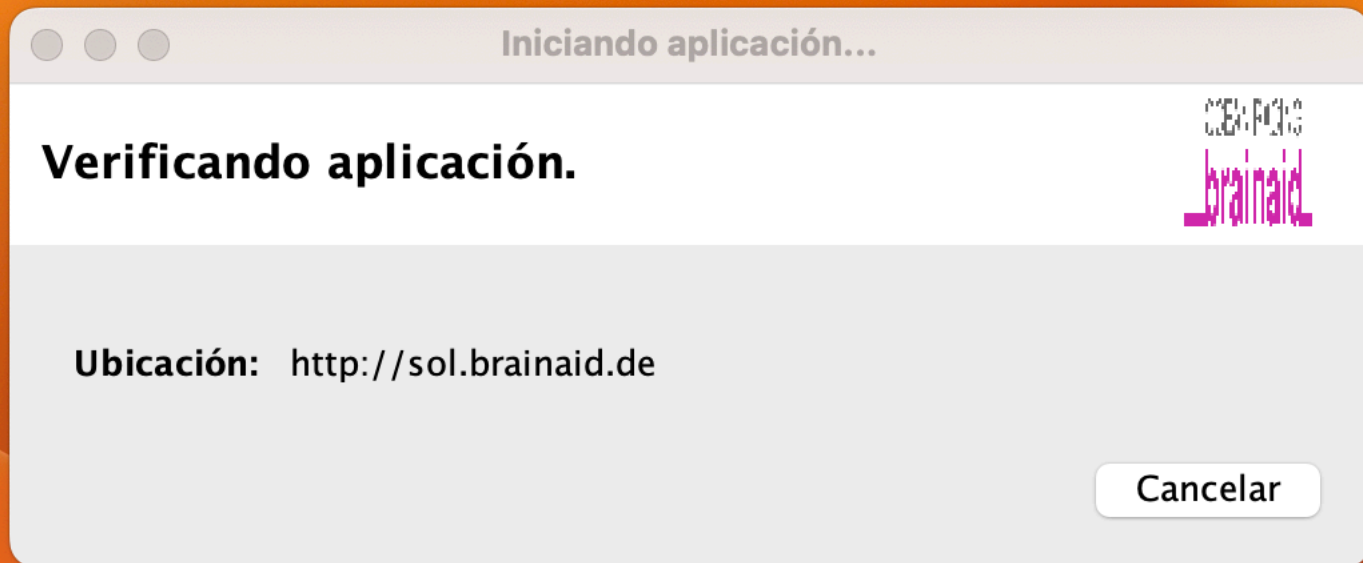 Iniciando aplicación...
Verificando aplicación.
brainaid
Ubicación: http://sol.brainaid.de
Cancelar